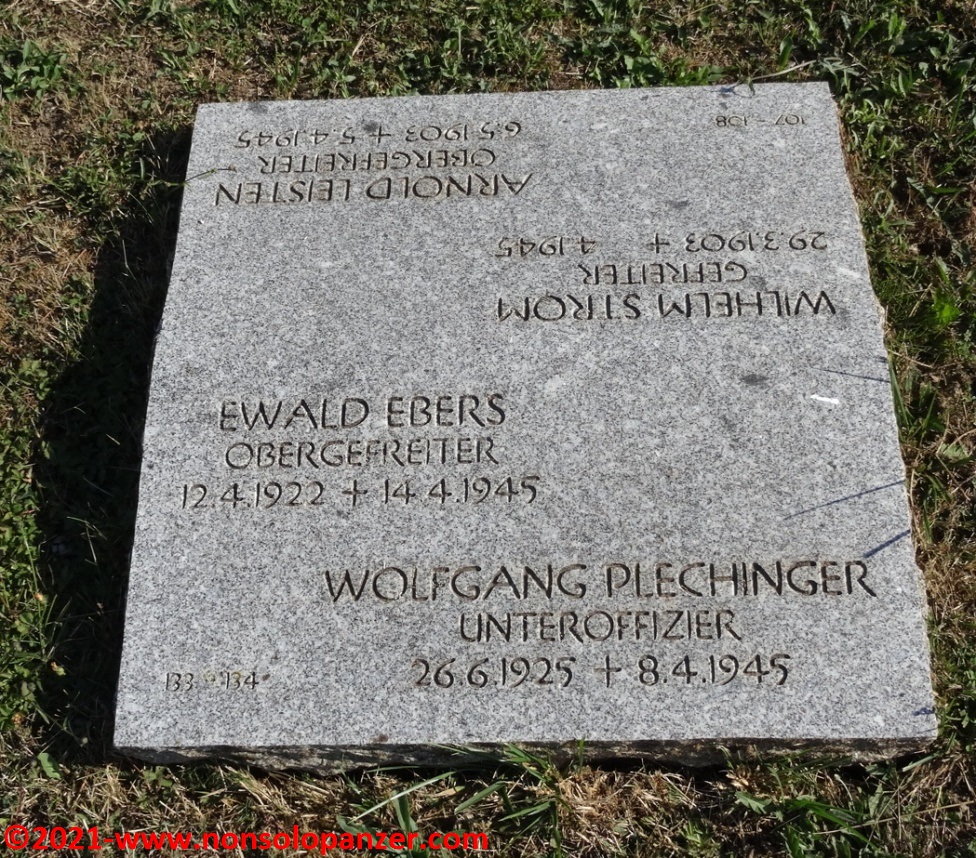 EWALD EBERS
OBERGEFREITER
12.4.1922 + 14.4.1945
WOLFGANG PLECHINGER
UNTEROFFIZIER
26.6.1925 + 8.4.1945
133 - 134
WILHELM STROM
GEFREITER
29.3.1903 + 4.1945
ARNOLD LEISTEN
OBERGEFREITER
6.5.1903 + 5.4.1945
107 - 108
©2021-www.nonsolopanzer.com